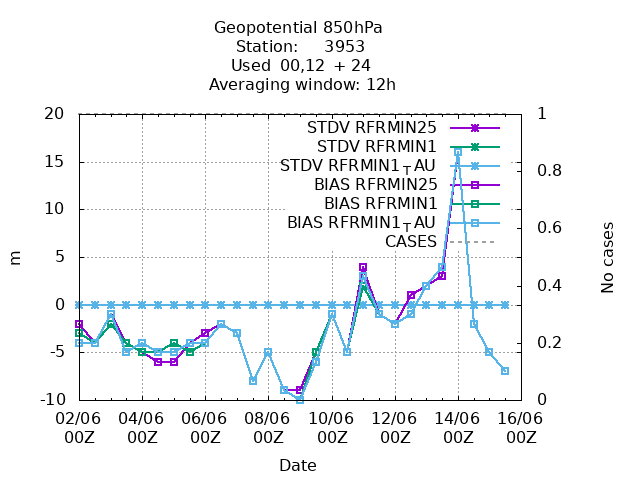 Geopotential 850hPa
Station: 3953
Used 00,12 + 24
Averaging window: 12h
20 1
STDV RFRMIN25
STDV RFRMIN1
15
STDV RFRMIN1TAU
0.8
BIAS RFRMIN25
BIAS RFRMIN1
10
BIAS RFRMIN1TAU
0.6
CASES
5
m
No cases
0.4
0
-5 0.2
-10 0
02/06 04/06 06/06 08/06 10/06 12/06 14/06 16/06
00Z 00Z 00Z 00Z 00Z 00Z 00Z 00Z
Date